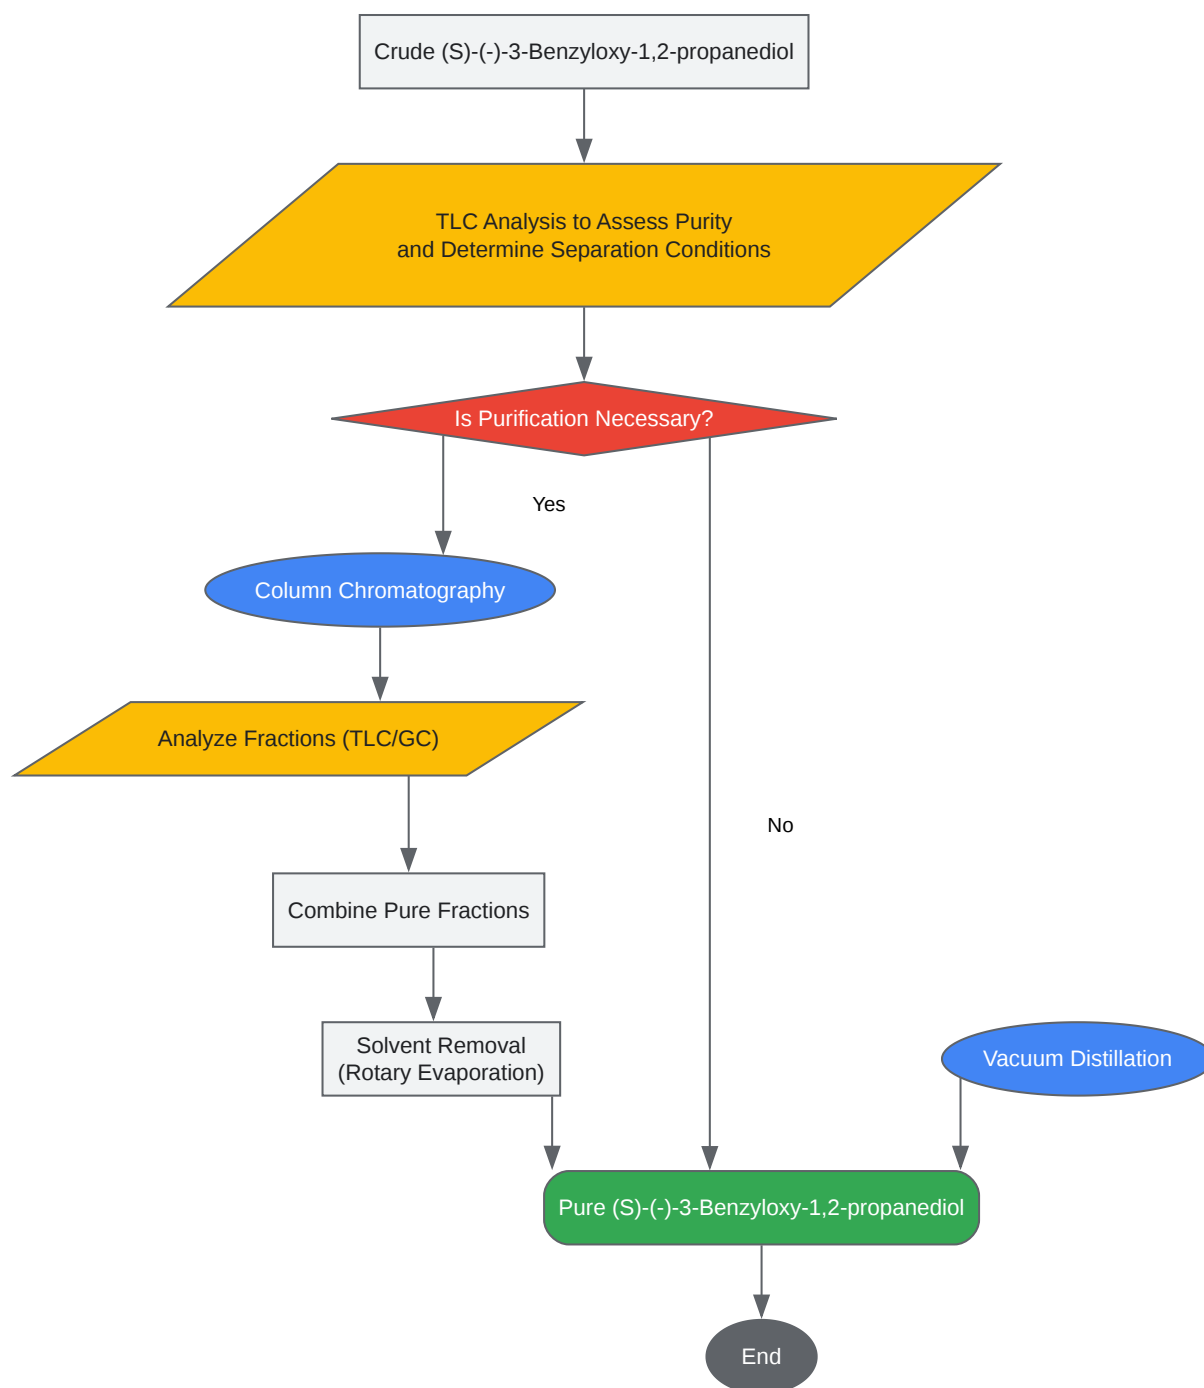 Crude (S)-(-)-3-Benzyloxy-1,2-propanediol
TLC Analysis to Assess Purity
and Determine Separation Conditions
Is Purification Necessary?
Yes
Column Chromatography
Analyze Fractions (TLC/GC)
No
Combine Pure Fractions
Solvent Removal
(Rotary Evaporation)
Vacuum Distillation
Pure (S)-(-)-3-Benzyloxy-1,2-propanediol
End